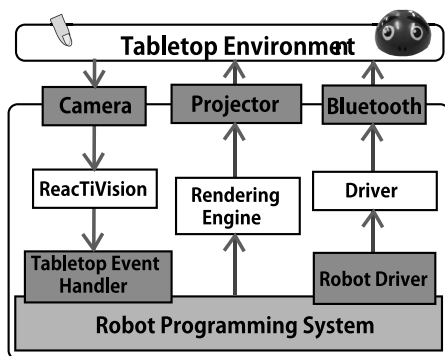 Tabletop Environment
Camera
Projector
Bluetooth
ReacTiVision
Rendering
Engine
Driver
Tabletop Event
Handler
Robot Driver
Robot Programming System